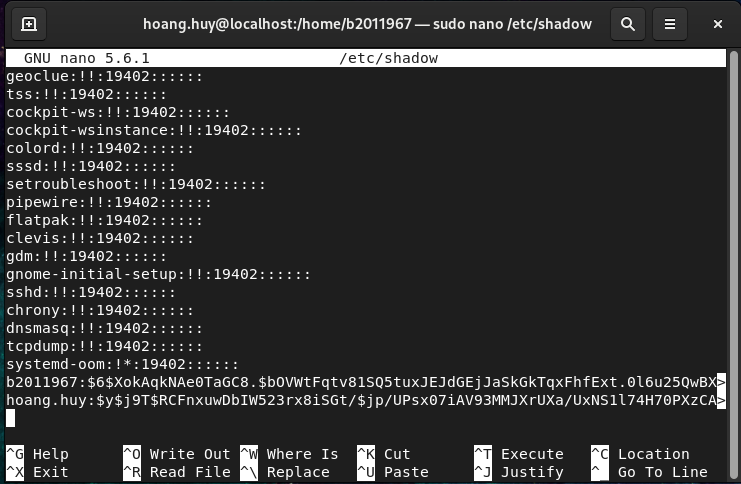 hoang.huy@localhost:/home/b2011967 — sudo nano /etc/shadow
GNU nano 5.6.1 /etc/shadow
geoclue:!!:19402::::::
tss:!!:19402::::::
cockpit-ws:!!:19402::::::
cockpit-wsinstance:!!:19402::::::
colord:!!:19402::::::
sssd:!!:19402::::::
setroubleshoot:!!:19402::::::
pipewire:!!:19402::::::
flatpak:!!:19402::::::
clevis:!!:19402::::::
gdm:!!:19402::::::
gnome-initial-setup:!!:19402::::::
sshd:!!:19402::::::
chrony:!!:19402::::::
dnsmasq:!!:19402::::::
tcpdump:!!:19402::::::
systemd-oom:!*:19402::::::
b2011967:$6$XokAqkNAe0TaGC8.$bOVWtFqtv81SQ5tuxJEJdGEjJaSkGkTqxFhfExt.0l6u25QwBX>
hoang.huy:$y$j9T$RCFnxuwDbIW523rx8iSGt/$jp/UPsx07iAV93MMJXrUXa/UxNS1l74H70PXzCA>
^G Help ^O Write Out ^W Where Is ^K Cut ^T Execute ^C Location
^X Exit ^R Read File ^\ Replace ^U Paste ^J Justify ^_ Go To Line